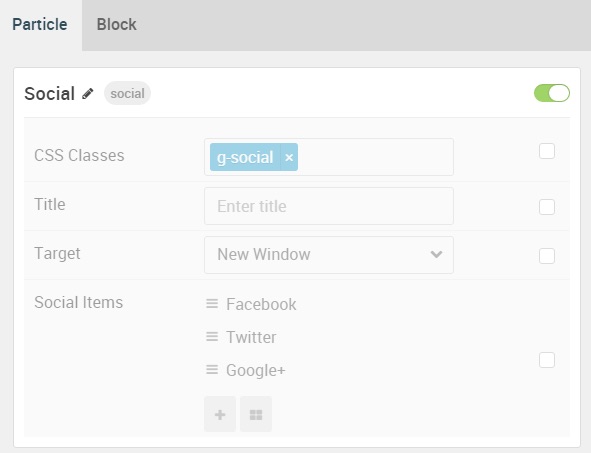 Particle Block
Social social
CSS Classes g-social ×
Title Enter title
Target New Window
Social Items Facebook
Twitter
Google+